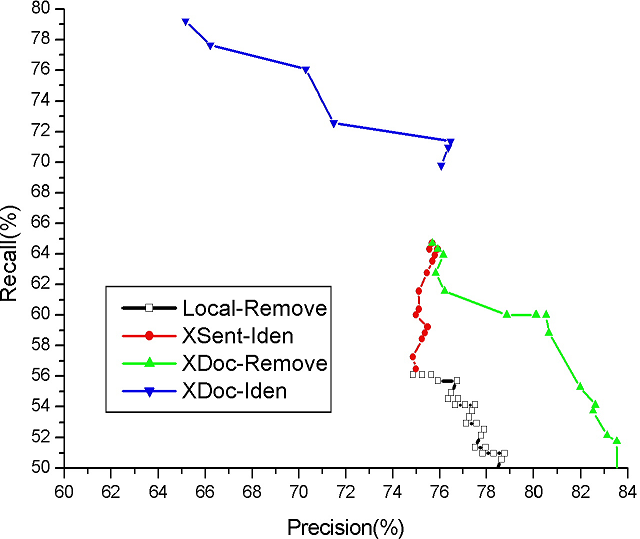 80
78
76
74
72
70
68
66
64
62
60
58
56
54
52
50
Recall(%)
Local-Remove
XSent-Iden
XDoc-Remove
XDoc-Iden
60 62 64 66 68 70 72 74 76 78 80 82 84
Precision(%)